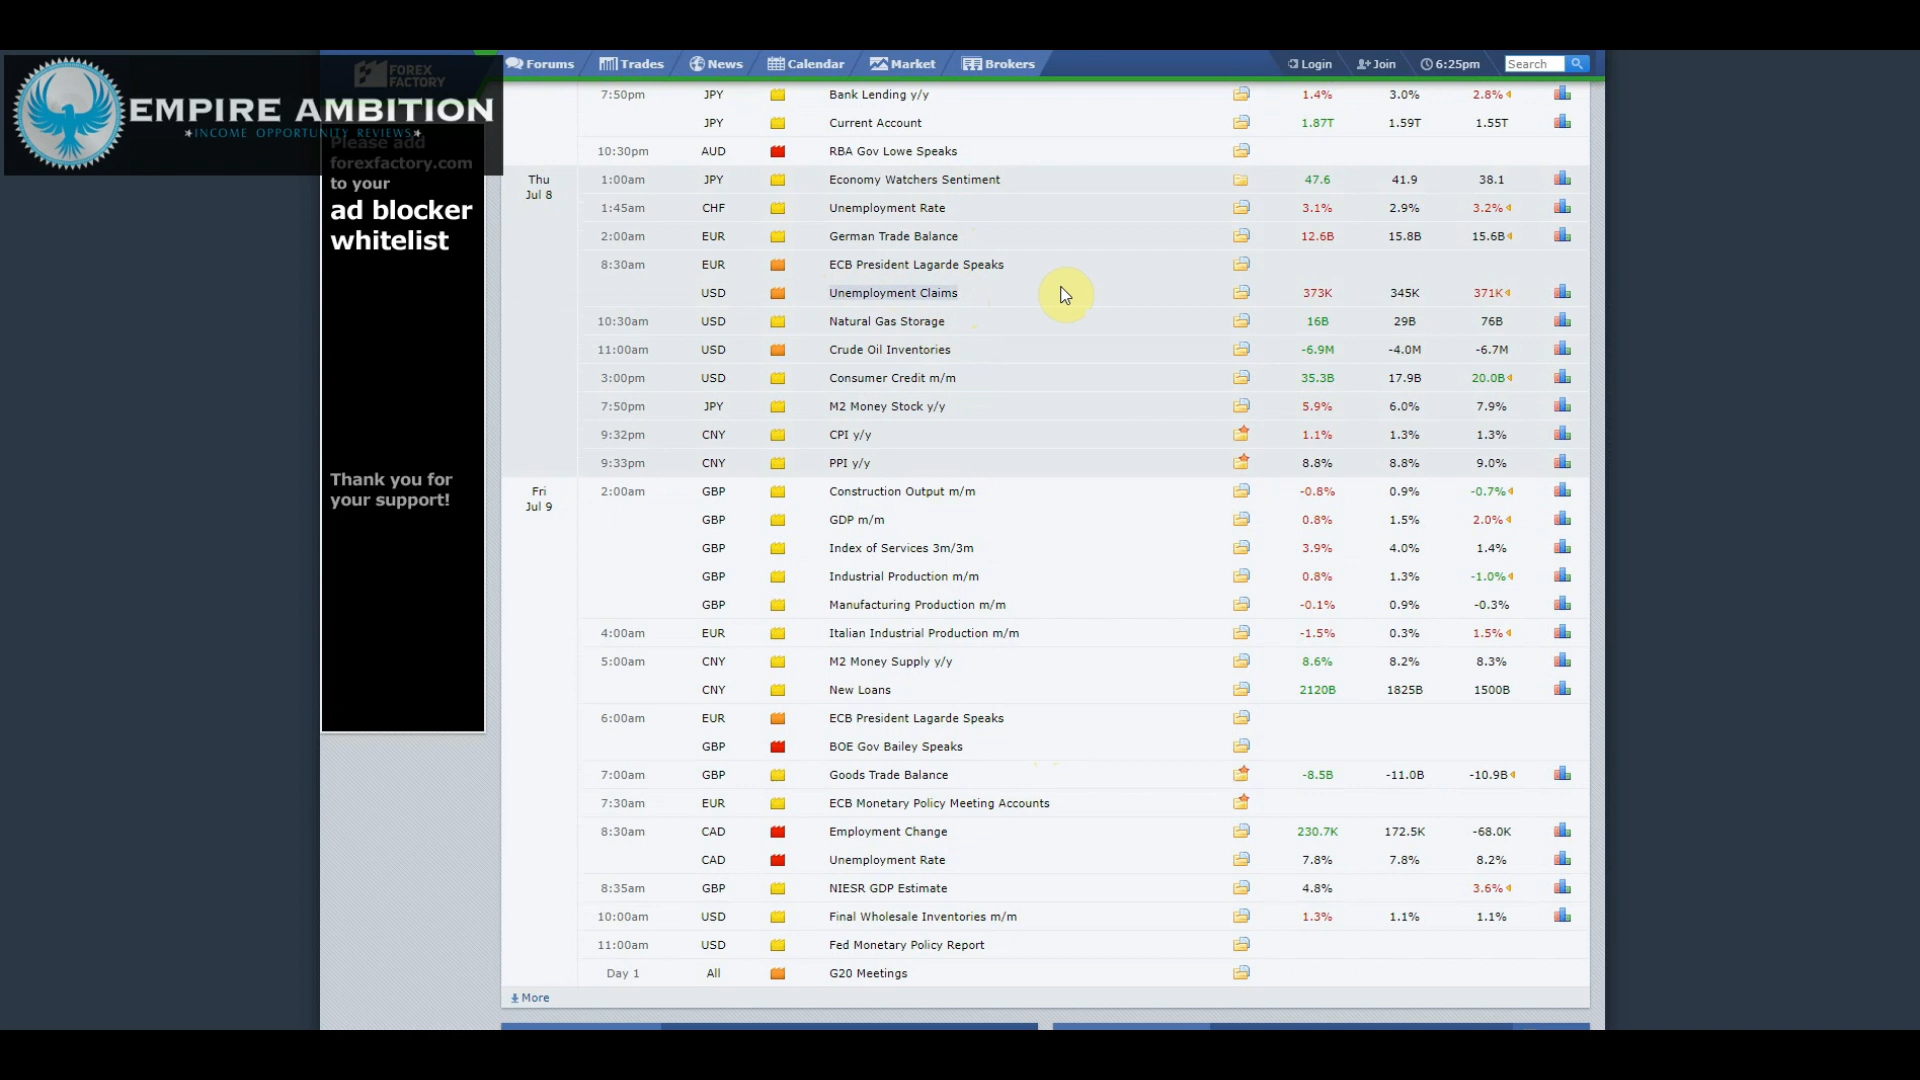 FOREX
FACTORY
Forums Trades News Calendar Market Brokers Login Join 6:25pm Search
EMPIRE AMBITION
★INCOME OPPORTUNITY REVIEWS★
Please add
forexfactory.com
to your
ad blocker
whitelist
Thank you for
your support!
7:50pm JPY Bank Lending y/y 1.4% 3.0% 2.8%
JPY Current Account 1.87T 1.59T 1.55T
10:30pm AUD RBA Gov Lowe Speaks
Thu
Jul 8
1:00am JPY Economy Watchers Sentiment 47.6 41.9 38.1
1:45am CHF Unemployment Rate 3.1% 2.9% 3.2%
2:00am EUR German Trade Balance 12.6B 15.8B 15.6B
8:30am EUR ECB President Lagarde Speaks
USD Unemployment Claims 373K 345K 371K
10:30am USD Natural Gas Storage 16B 29B 76B
11:00am USD Crude Oil Inventories -6.9M -4.0M -6.7M
3:00pm USD Consumer Credit m/m 35.3B 17.9B 20.0B
7:50pm JPY M2 Money Stock y/y 5.9% 6.0% 7.9%
9:32pm CNY CPI y/y 1.1% 1.3% 1.3%
9:33pm CNY PPI y/y 8.8% 8.8% 9.0%
Fri
Jul 9
2:00am GBP Construction Output m/m -0.8% 0.9% -0.7%
GBP GDP m/m 0.8% 1.5% 2.0%
GBP Index of Services 3m/3m 3.9% 4.0% 1.4%
GBP Industrial Production m/m 0.8% 1.3% -1.0%
GBP Manufacturing Production m/m -0.1% 0.9% -0.3%
4:00am EUR Italian Industrial Production m/m -1.5% 0.3% 1.5%
5:00am CNY M2 Money Supply y/y 8.6% 8.2% 8.3%
CNY New Loans 2120B 1825B 1500B
6:00am EUR ECB President Lagarde Speaks
GBP BOE Gov Bailey Speaks
7:00am GBP Goods Trade Balance -8.5B -11.0B -10.9B
7:30am EUR ECB Monetary Policy Meeting Accounts
8:30am CAD Employment Change 230.7K 172.5K -68.0K
CAD Unemployment Rate 7.8% 7.8% 8.2%
8:35am GBP NIESR GDP Estimate 4.8% 3.6%
10:00am USD Final Wholesale Inventories m/m 1.3% 1.1% 1.1%
11:00am USD Fed Monetary Policy Report
Day 1 All G20 Meetings
More